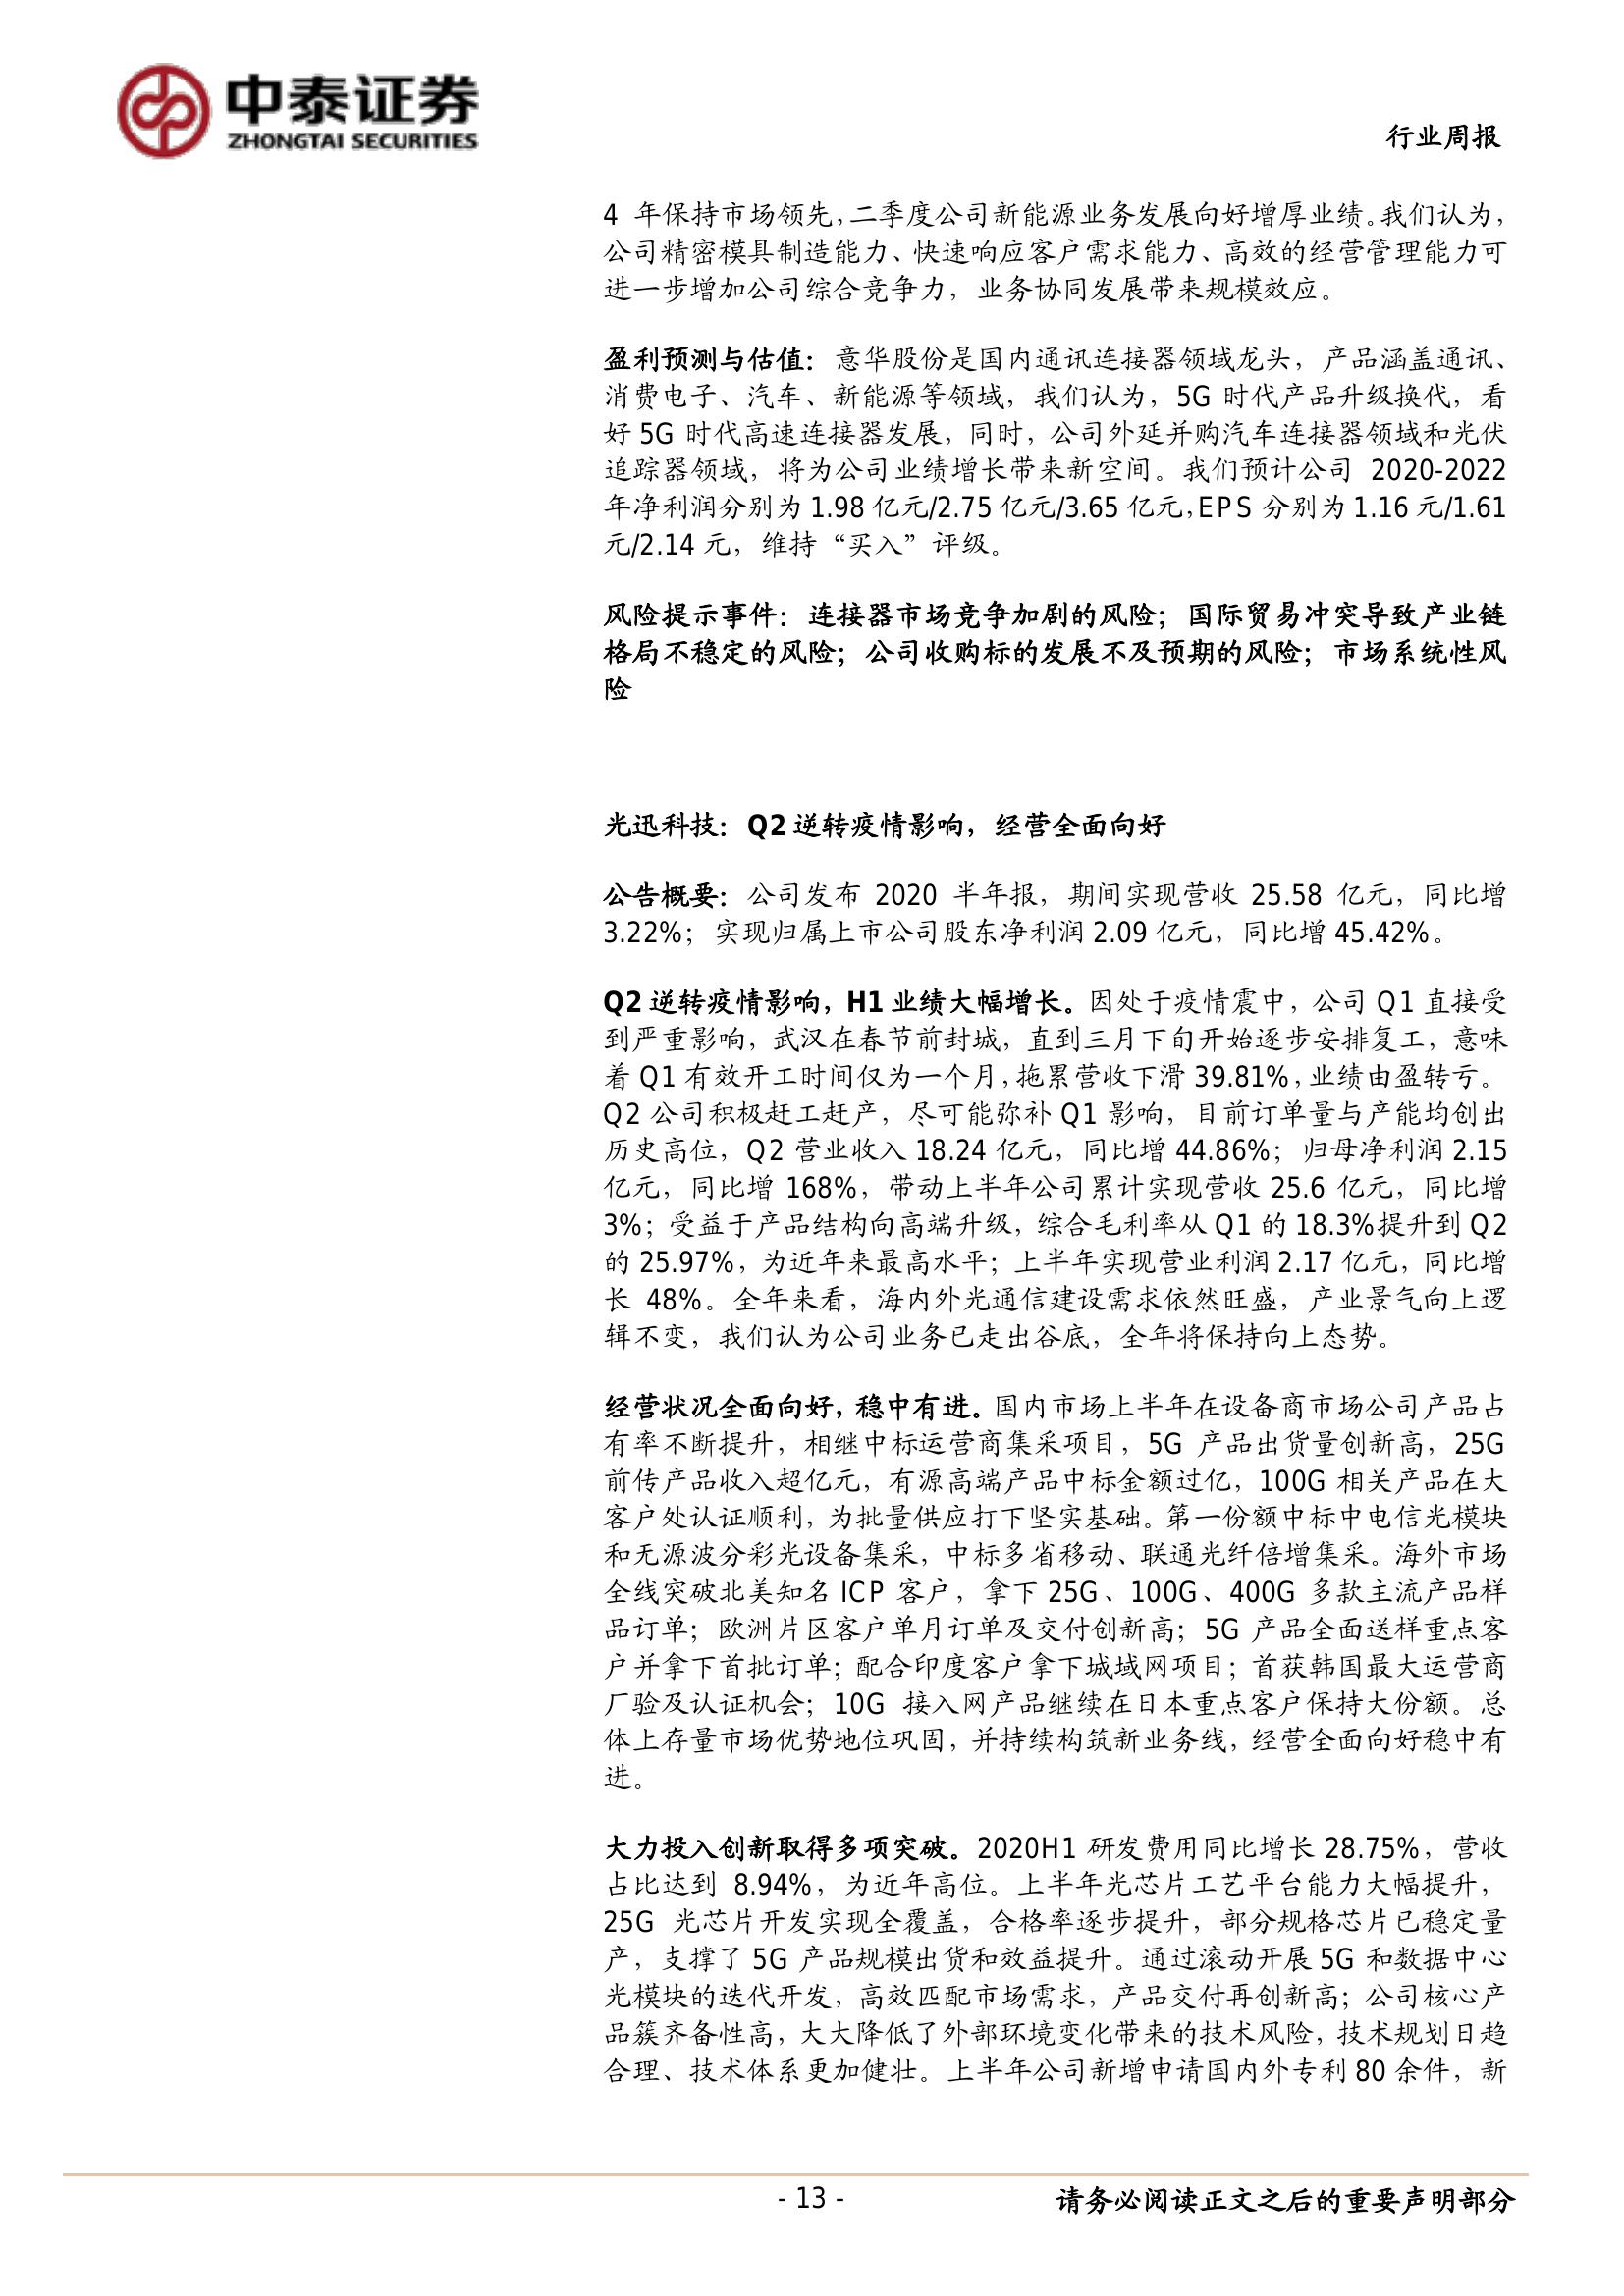 中泰证券
ZHONGTAI SECURITIES
行业周报
4 年保持市场领先，二季度公司新能源业务发展向好增厚业绩。我们认为，
公司精密模具制造能力、快速响应客户需求能力、高效的经营管理能力可
进一步增加公司综合竞争力，业务协同发展带来规模效应。
盈利预测与估值：意华股份是国内通讯连接器领域龙头，产品涵盖通讯、
消费电子、汽车、新能源等领域，我们认为，5G 时代产品升级换代，看
好 5G 时代高速连接器发展，同时，公司外延并购汽车连接器领域和光伏
追踪器领域，将为公司业绩增长带来新空间。我们预计公司 2020-2022
年净利润分别为 1.98 亿元/2.75 亿元/3.65 亿元，EPS 分别为 1.16 元/1.61
元/2.14 元，维持“买入”评级。
风险提示事件：连接器市场竞争加剧的风险；国际贸易冲突导致产业链
格局不稳定的风险；公司收购标的发展不及预期的风险；市场系统性风
险
光迅科技：Q2 逆转疫情影响，经营全面向好
公告概要：公司发布 2020 半年报，期间实现营收 25.58 亿元，同比增
3.22%；实现归属上市公司股东净利润 2.09 亿元，同比增 45.42%。
Q2 逆转疫情影响，H1 业绩大幅增长。因处于疫情震中，公司 Q1 直接受
到严重影响，武汉在春节前封城，直到三月下旬开始逐步安排复工，意味
着 Q1 有效开工时间仅为一个月，拖累营收下滑 39.81%，业绩由盈转亏。
Q2 公司积极赶工赶产，尽可能弥补 Q1 影响，目前订单量与产能均创出
历史高位，Q2 营业收入 18.24 亿元，同比增 44.86%；归母净利润 2.15
亿元，同比增 168%，带动上半年公司累计实现营收 25.6 亿元，同比增
3%；受益于产品结构向高端升级，综合毛利率从 Q1 的 18.3%提升到 Q2
的 25.97%，为近年来最高水平；上半年实现营业利润 2.17 亿元，同比增
长 48%。全年来看，海内外光通信建设需求依然旺盛，产业景气向上逻
辑不变，我们认为公司业务已走出谷底，全年将保持向上态势。
经营状况全面向好，稳中有进。国内市场上半年在设备商市场公司产品占
有率不断提升，相继中标运营商集采项目，5G 产品出货量创新高，25G
前传产品收入超亿元，有源高端产品中标金额过亿，100G 相关产品在大
客户处认证顺利，为批量供应打下坚实基础。第一份额中标中电信光模块
和无源波分彩光设备集采，中标多省移动、联通光纤倍增集采。海外市场
全线突破北美知名 ICP 客户，拿下 25G、100G、400G 多款主流产品样
品订单；欧洲片区客户单月订单及交付创新高；5G 产品全面送样重点客
户并拿下首批订单；配合印度客户拿下城域网项目；首获韩国最大运营商
厂验及认证机会；10G 接入网产品继续在日本重点客户保持大份额。总
体上存量市场优势地位巩固，并持续构筑新业务线，经营全面向好稳中有
进。
大力投入创新取得多项突破。2020H1 研发费用同比增长 28.75%，营收
占比达到 8.94%，为近年高位。上半年光芯片工艺平台能力大幅提升，
25G 光芯片开发实现全覆盖，合格率逐步提升，部分规格芯片已稳定量
产，支撑了 5G 产品规模出货和效益提升。通过滚动开展 5G 和数据中心
光模块的迭代开发，高效匹配市场需求，产品交付再创新高；公司核心产
品簇齐备性高，大大降低了外部环境变化带来的技术风险，技术规划日趋
合理、技术体系更加健壮。上半年公司新增申请国内外专利 80 余件，新
- 13 -
请务必阅读正文之后的重要声明部分